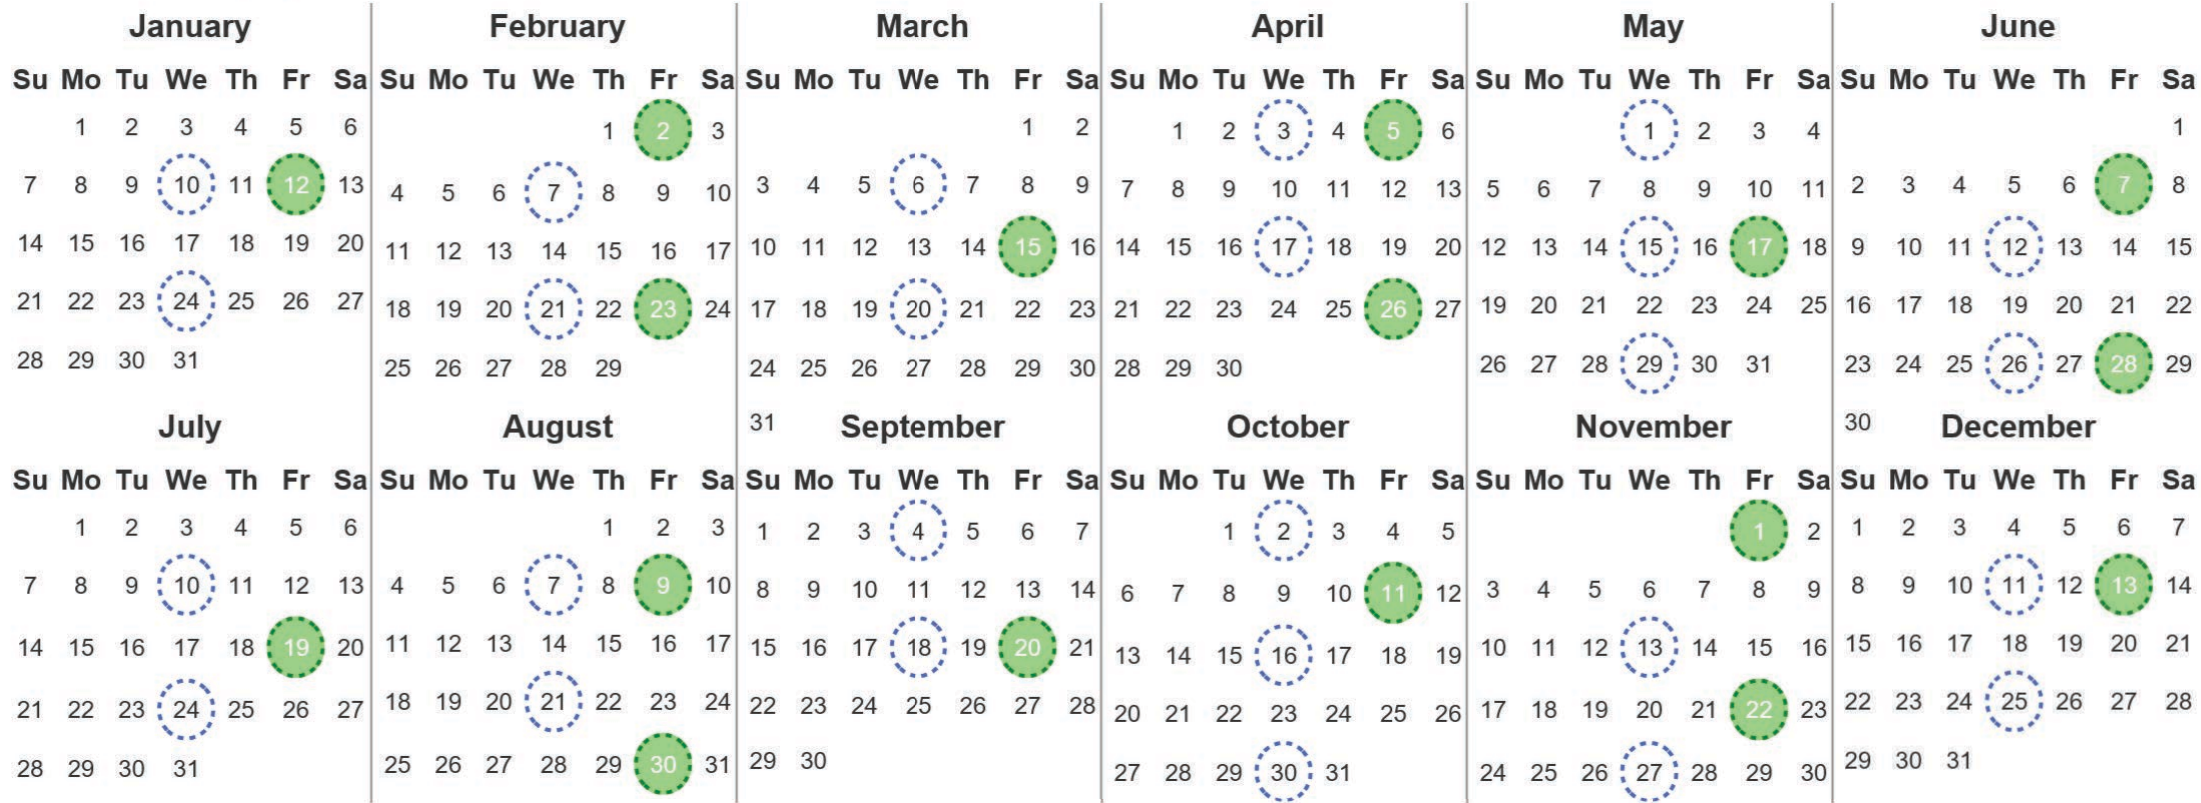 January February March April May June
Su Mo Tu We Th Fr Sa Su Mo Tu We Th Fr Sa Su Mo Tu We Th Fr Sa Su Mo Tu We Th Fr Sa Su Mo Tu We Th Fr Sa Su Mo Tu We Th Fr Sa
1 2 3 4 5 6 1 2 3 1 2 1 2 3 4 5 6 1 2 3 4 1
7 8 9 10 11 12 13 4 5 6 7 8 9 10 3 4 5 6 7 8 9 7 8 9 10 11 12 13 5 6 7 8 9 10 11 2 3 4 5 6 7 8
14 15 16 17 18 19 20 11 12 13 14 15 16 17 10 11 12 13 14 15 16 14 15 16 17 18 19 20 12 13 14 15 16 17 18 9 10 11 12 13 14 15
21 22 23 24 25 26 27 18 19 20 21 22 23 24 17 18 19 20 21 22 23 21 22 23 24 25 26 27 19 20 21 22 23 24 25 16 17 18 19 20 21 22
28 29 30 31 25 26 27 28 29 24 25 26 27 28 29 30 28 29 30 26 27 28 29 30 31 23 24 25 26 27 28 29
July August 31 September October November 30 December
Su Mo Tu We Th Fr Sa Su Mo Tu We Th Fr Sa Su Mo Tu We Th Fr Sa Su Mo Tu We Th Fr Sa Su Mo Tu We Th Fr Sa Su Mo Tu We Th Fr Sa
1 2 3 4 5 6 1 2 3 1 2 3 4 5 6 7 1 2 3 4 5 1 2 1 2 3 4 5 6 7
7 8 9 10 11 12 13 4 5 6 7 8 9 10 8 9 10 11 12 13 14 6 7 8 9 10 11 12 3 4 5 6 7 8 9 8 9 10 11 12 13 14
14 15 16 17 18 19 20 11 12 13 14 15 16 17 15 16 17 18 19 20 21 13 14 15 16 17 18 19 10 11 12 13 14 15 16 15 16 17 18 19 20 21
21 22 23 24 25 26 27 18 19 20 21 22 23 24 22 23 24 25 26 27 28 20 21 22 23 24 25 26 17 18 19 20 21 22 23 22 23 24 25 26 27 28
28 29 30 31 25 26 27 28 29 30 31 29 30 27 28 29 30 31 24 25 26 27 28 29 30 29 30 31